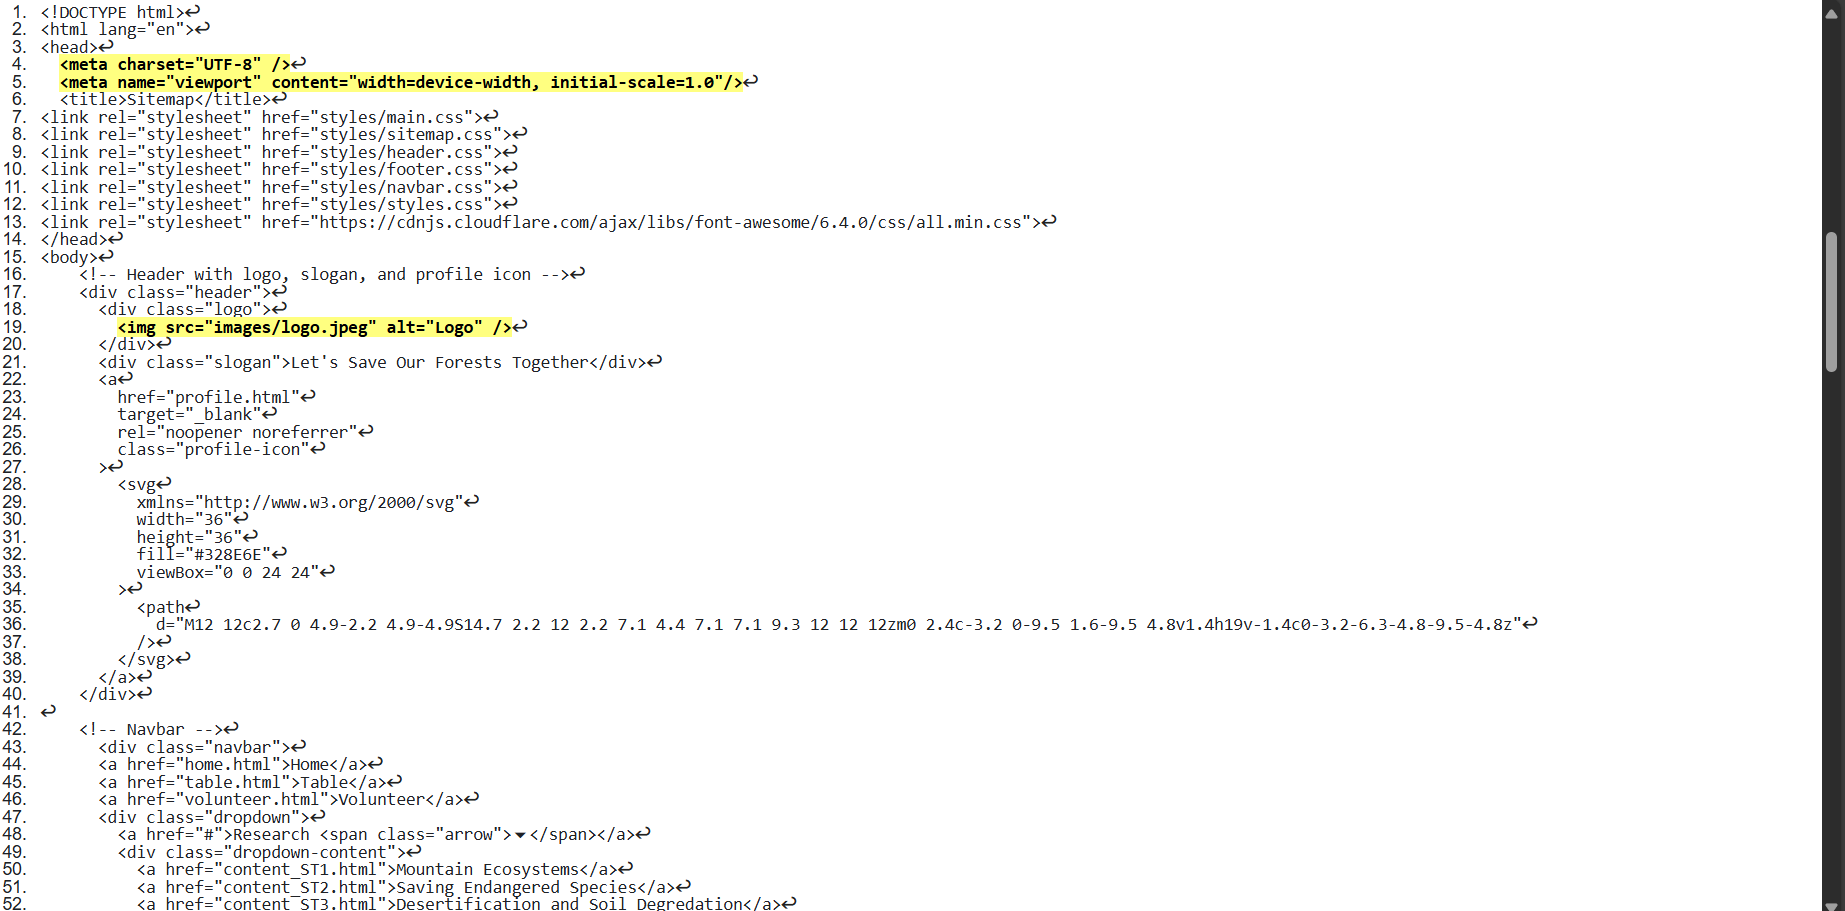 1. <!DOCTYPE html>↩
2. <html lang="en">↩
3. <head>↩
4.   <meta charset="UTF-8" />↩
5.   <meta name="viewport" content="width=device-width, initial-scale=1.0"/>↩
6.   <title>Sitemap</title>↩
7. <link rel="stylesheet" href="styles/main.css">↩
8. <link rel="stylesheet" href="styles/sitemap.css">↩
9. <link rel="stylesheet" href="styles/header.css">↩
10. <link rel="stylesheet" href="styles/footer.css">↩
11. <link rel="stylesheet" href="styles/navbar.css">↩
12. <link rel="stylesheet" href="styles/styles.css">↩
13. <link rel="stylesheet" href="https://cdnjs.cloudflare.com/ajax/libs/font-awesome/6.4.0/css/all.min.css">↩
14. </head>↩
15. <body>↩
16.     <!-- Header with logo, slogan, and profile icon -->↩
17.     <div class="header">↩
18.       <div class="logo">↩
19.         <img src="images/logo.jpeg" alt="Logo" />↩
20.       </div>↩
21.       <div class="slogan">Let's Save Our Forests Together</div>↩
22.       <a↩
23.         href="profile.html"↩
24.         target="_blank"↩
25.         rel="noopener noreferrer"↩
26.         class="profile-icon"↩
27.       >↩
28.         <svg↩
29.           xmlns="http://www.w3.org/2000/svg"↩
30.           width="36"↩
31.           height="36"↩
32.           fill="#328E6E"↩
33.           viewBox="0 0 24 24"↩
34.         >↩
35.           <path↩
36.             d="M12 12c2.7 0 4.9-2.2 4.9-4.9S14.7 2.2 12 2.2 7.1 4.4 7.1 7.1 9.3 12 12 12zm0 2.4c-3.2 0-9.5 1.6-9.5 4.8v1.4h19v-1.4c0-3.2-6.3-4.8-9.5-4.8z"↩
37.           />↩
38.         </svg>↩
39.       </a>↩
40.     </div>↩
41. ↩
42.     <!-- Navbar -->↩
43.       <div class="navbar">↩
44.       <a href="home.html">Home</a>↩
45.       <a href="table.html">Table</a>↩
46.       <a href="volunteer.html">Volunteer</a>↩
47.       <div class="dropdown">↩
48.         <a href="#">Research <span class="arrow">▾</span></a>↩
49.         <div class="dropdown-content">↩
50.           <a href="content_ST1.html">Mountain Ecosystems</a>↩
51.           <a href="content_ST2.html">Saving Endangered Species</a>↩
52.           <a href="content_ST3.html">Desertification and Soil Degredation</a>↩